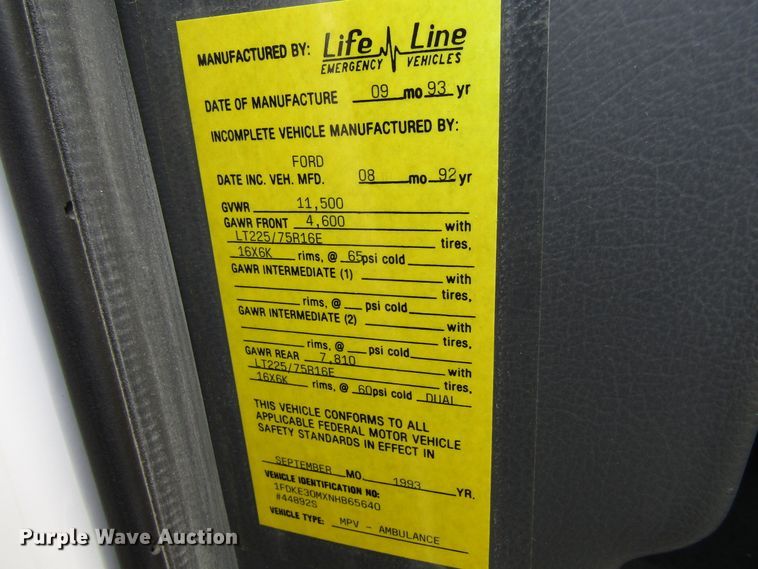 MANUFACTURED BY: Life Line
EMERGENCY VEHICLES
DATE OF MANUFACTURE 09 mo 93 yr
INCOMPLETE VEHICLE MANUFACTURED BY:
FORD
DATE INC. VEH. MFD. 08 mo 92 yr
GVWR 11,500
GAWR FRONT 4,600 with
LT225/75R16E tires,
16X6K rims, @ 65psi cold
GAWR INTERMEDIATE (1) with
tires,
rims, @ psi cold
GAWR INTERMEDIATE (2) with
tires,
rims, @ psi cold
GAWR REAR 7,810 with
LT225/75R16E tires,
16X6K rims, @ 60psi cold DUAL
THIS VEHICLE CONFORMS TO ALL
APPLICABLE FEDERAL MOTOR VEHICLE
SAFETY STANDARDS IN EFFECT IN
SEPTEMBER MO. 1993 YR.
VEHICLE IDENTIFICATION NO:
1FDKE30MXNHB65640
#44892S
VEHICLE TYPE: MPV - AMBULANCE
Purple Wave Auction